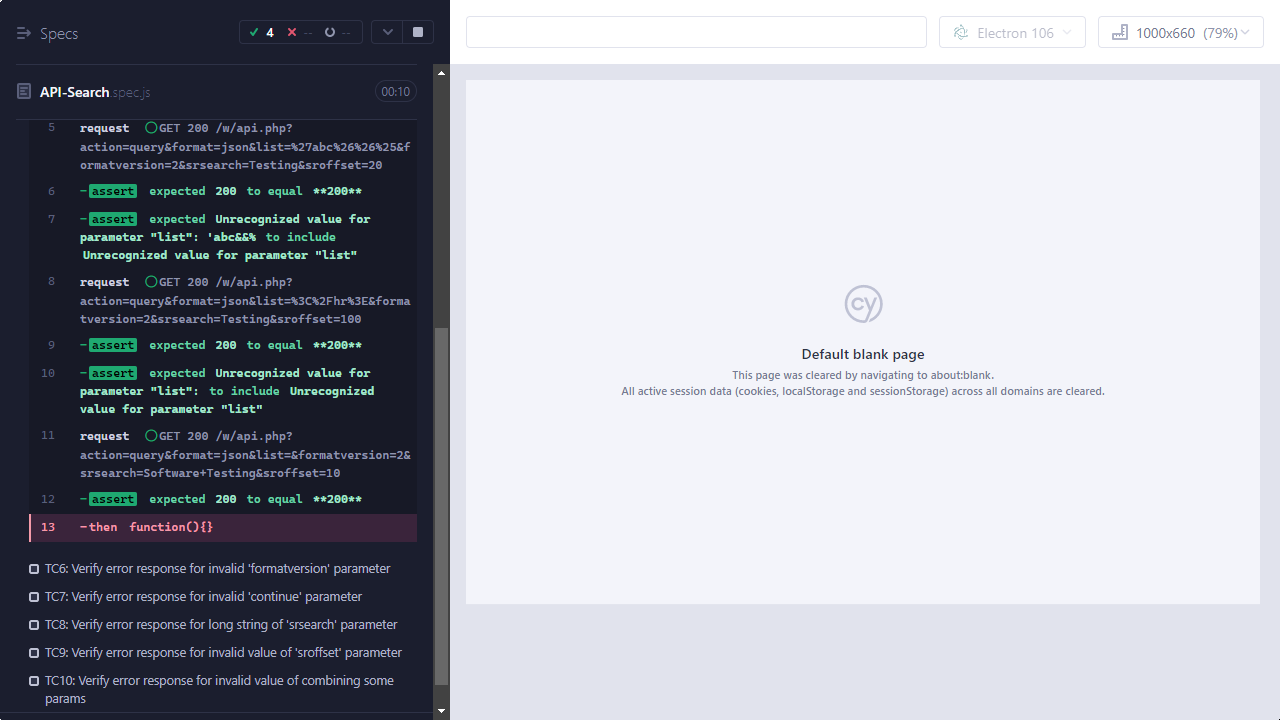 Specs
4
--
--
Electron 106
1000x660 (79%)
API-Search.spec.js
00:10
5 request GET 200 /w/api.php?
action=query&format=json&list=%27abc%26%26%25&f
ormatversion=2&srsearch=Testing&sroffset=20
6 -assert expected 200 to equal **200**
7 -assert expected Unrecognized value for
parameter "list": 'abc&&% to include
Unrecognized value for parameter "list"
8 request GET 200 /w/api.php?
action=query&format=json&list=%3C%2Fhr%3E&forma
tversion=2&srsearch=Testing&sroffset=100
9 -assert expected 200 to equal **200**
10 -assert expected Unrecognized value for
parameter "list": to include Unrecognized
value for parameter "list"
11 request GET 200 /w/api.php?
action=query&format=json&list=&formatversion=2&
srsearch=Software+Testing&sroffset=10
12 -assert expected 200 to equal **200**
13 -then function(){}
TC6: Verify error response for invalid 'formatversion' parameter
TC7: Verify error response for invalid 'continue' parameter
TC8: Verify error response for long string of 'srsearch' parameter
TC9: Verify error response for invalid value of 'sroffset' parameter
TC10: Verify error response for invalid value of combining some
params
cy
Default blank page
This page was cleared by navigating to about:blank.
All active session data (cookies, localStorage and sessionStorage) across all domains are cleared.